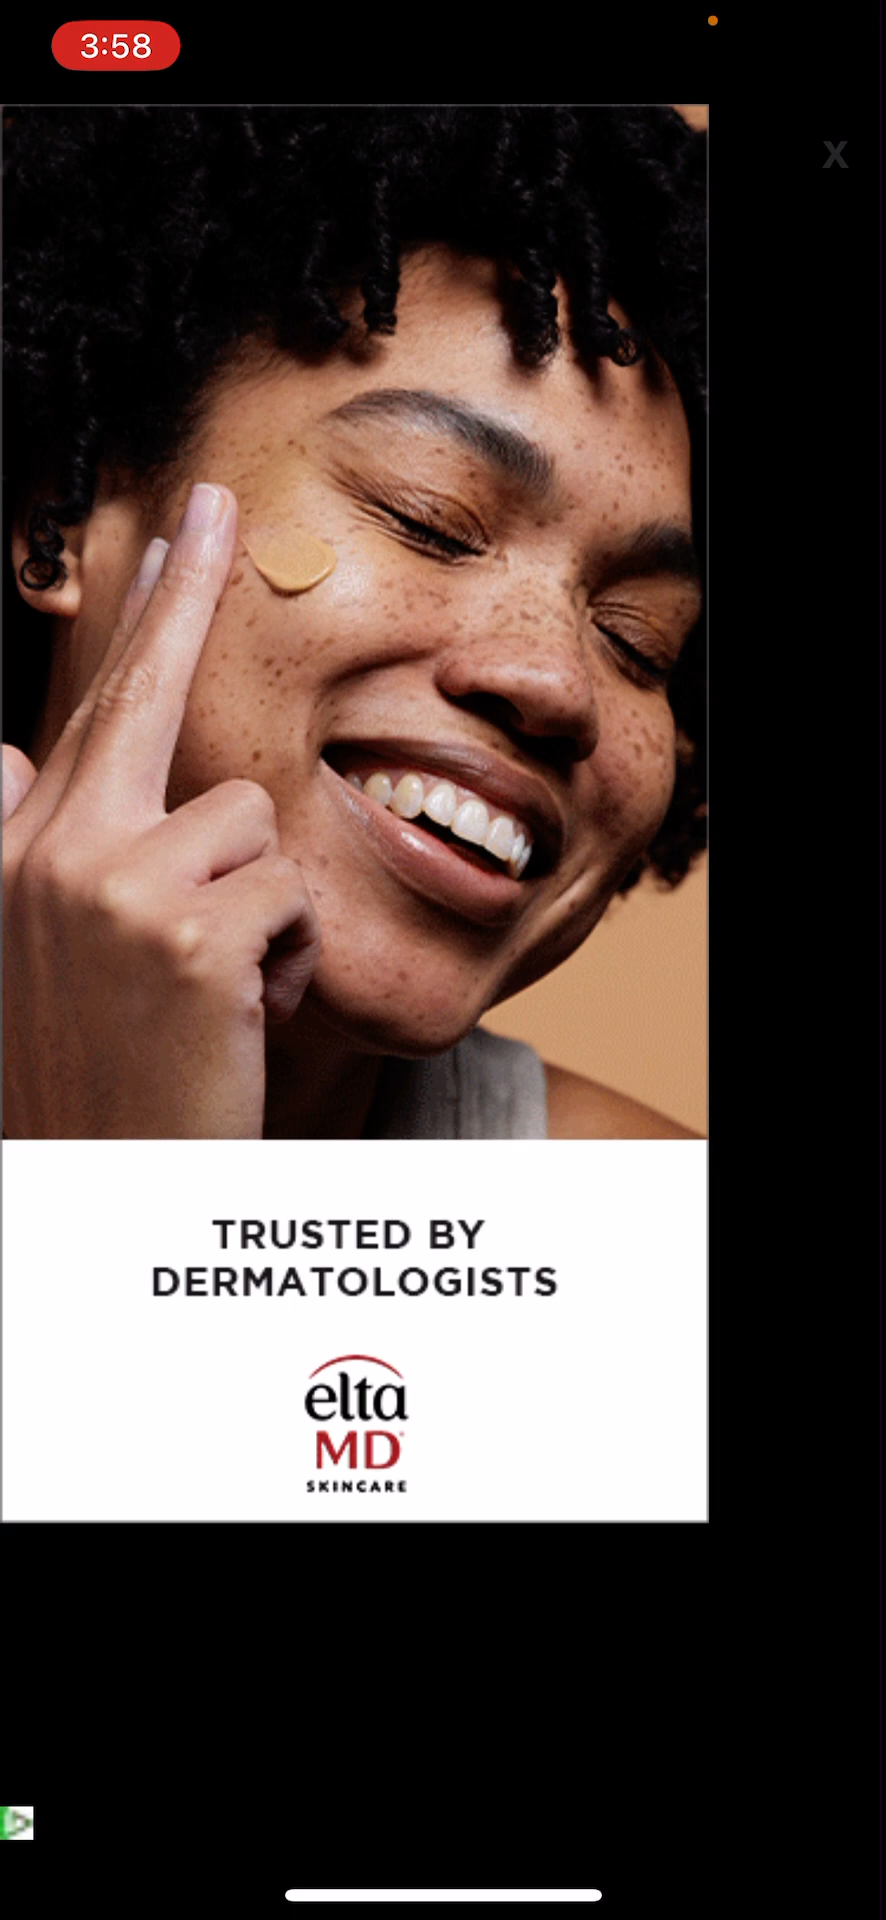 3:58
X
TRUSTED BY
DERMATOLOGISTS
elta
MD
SKINCARE